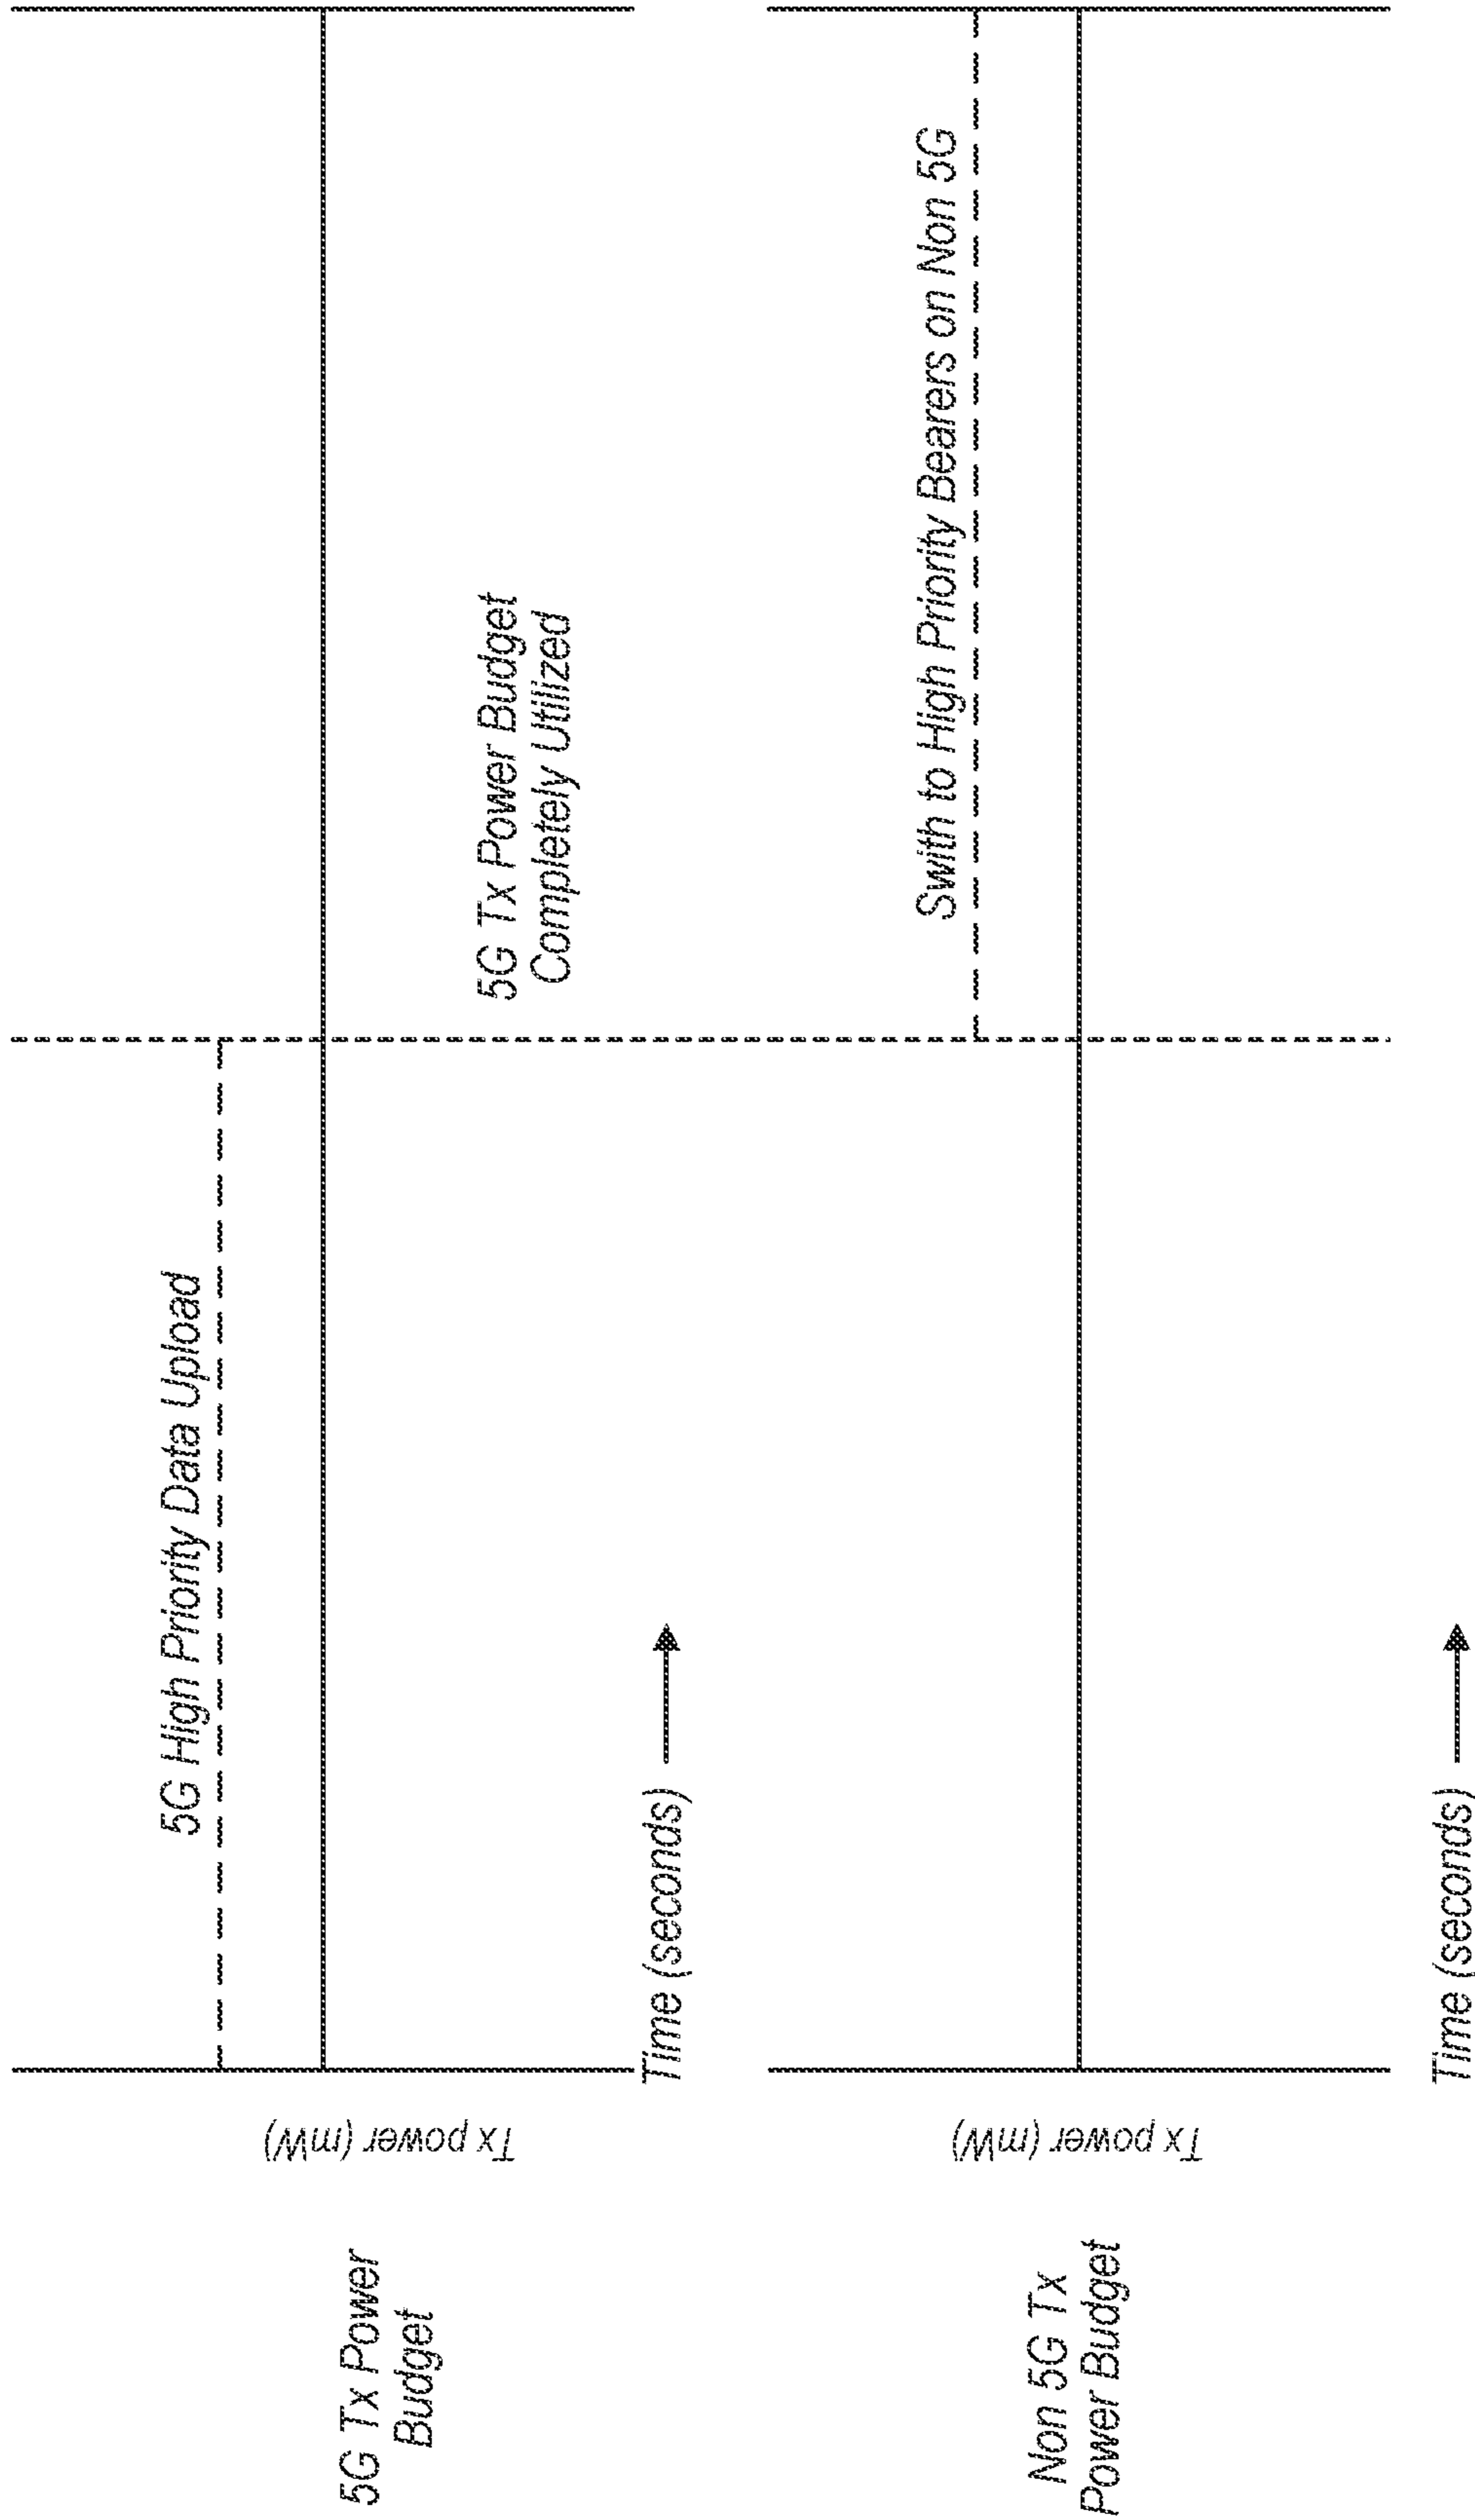 5G Tx Power
Budget
Tx power (mW)
5G High Priority Data Upload
5G Tx Power Budget
Completely Utilized
Time (seconds)
Non 5G Tx
Power Budget
Tx power (mW)
Swith to High Priority Bearers on Non 5G
Time (seconds)